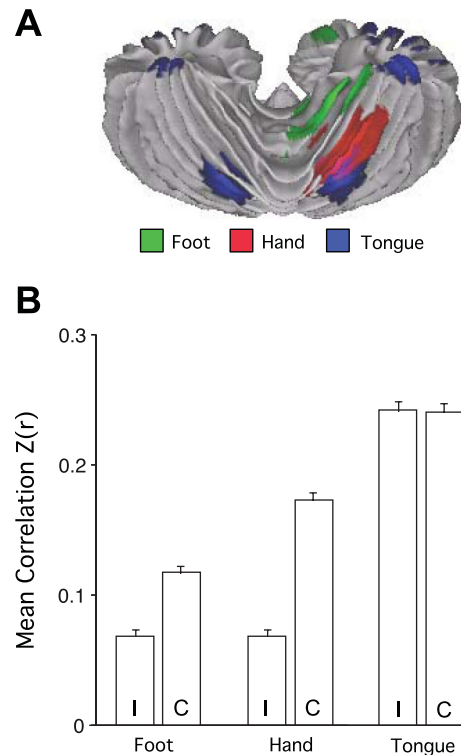 A
Foot Hand Tongue
B
Mean Correlation Z(r)
0.3
0.2
0.1
0
I C I C I C
Foot Hand Tongue